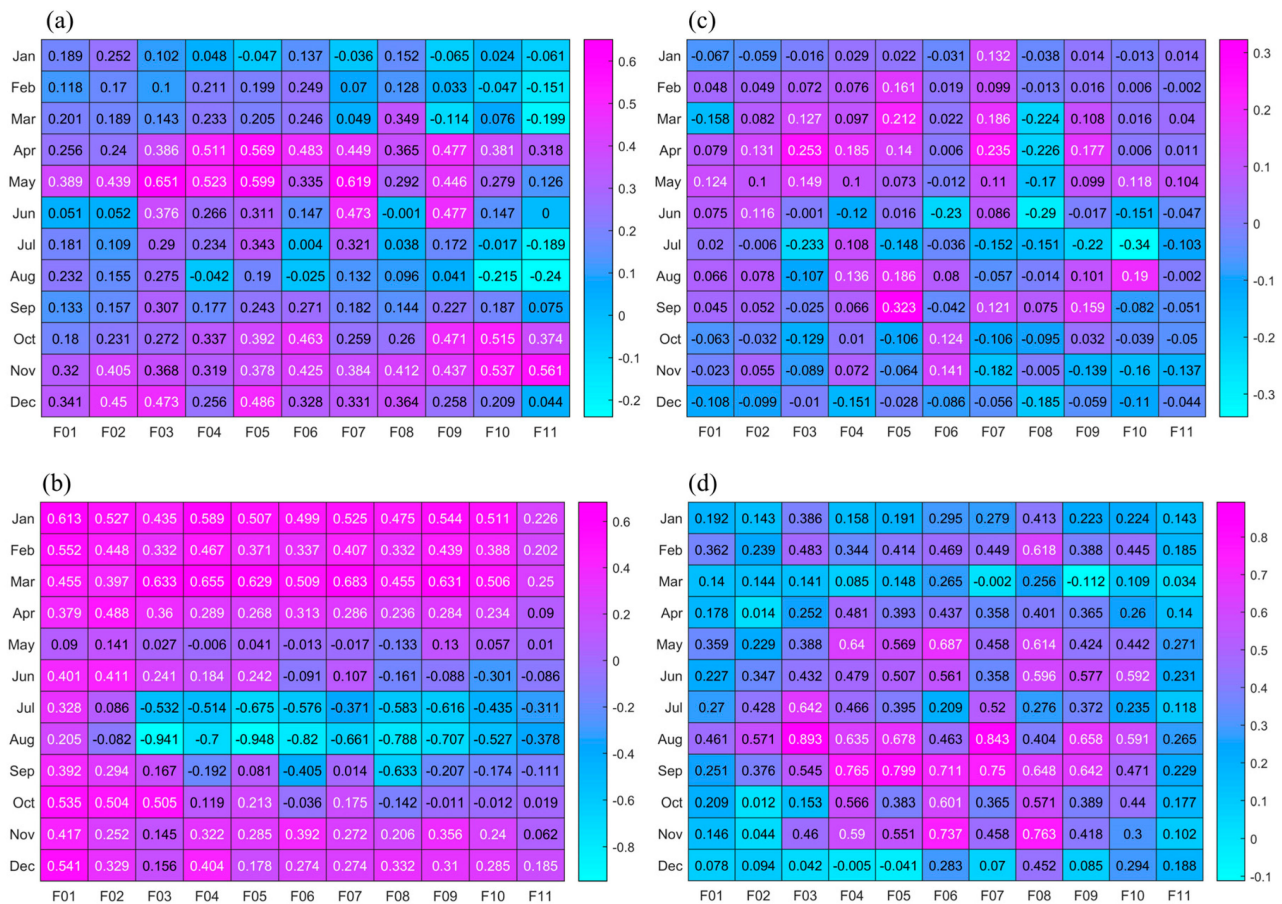 (a)
Jan 0.189 0.252 0.102 0.048 -0.047 0.137 -0.036 0.152 -0.065 0.024 -0.061
Feb 0.118 0.17 0.1 0.211 0.199 0.249 0.07 0.128 0.033 -0.047 -0.151
Mar 0.201 0.189 0.143 0.233 0.205 0.246 0.049 0.349 -0.114 0.076 -0.199
Apr 0.256 0.24 0.386 0.511 0.569 0.483 0.449 0.365 0.477 0.381 0.318
May 0.389 0.439 0.651 0.523 0.599 0.335 0.619 0.292 0.446 0.279 0.126
Jun 0.051 0.052 0.376 0.266 0.311 0.147 0.473 -0.001 0.477 0.147 0
Jul 0.181 0.109 0.29 0.234 0.343 0.004 0.321 0.038 0.172 -0.017 -0.189
Aug 0.232 0.155 0.275 -0.042 0.19 -0.025 0.132 0.096 0.041 -0.215 -0.24
Sep 0.133 0.157 0.307 0.177 0.243 0.271 0.182 0.144 0.227 0.187 0.075
Oct 0.18 0.231 0.272 0.337 0.392 0.463 0.259 0.26 0.471 0.515 0.374
Nov 0.32 0.405 0.368 0.319 0.378 0.425 0.384 0.412 0.437 0.537 0.561
Dec 0.341 0.45 0.473 0.256 0.486 0.328 0.331 0.364 0.258 0.209 0.044
F01 F02 F03 F04 F05 F06 F07 F08 F09 F10 F11
0.6
0.5
0.4
0.3
0.2
0.1
0
-0.1
-0.2
(c)
Jan -0.067 -0.059 -0.016 0.029 0.022 -0.031 0.132 -0.038 0.014 -0.013 0.014
Feb 0.048 0.049 0.072 0.076 0.161 0.019 0.099 -0.013 0.016 0.006 -0.002
Mar -0.158 0.082 0.127 0.097 0.212 0.022 0.186 -0.224 0.108 0.016 0.04
Apr 0.079 0.131 0.253 0.185 0.14 0.006 0.235 -0.226 0.177 0.006 0.011
May 0.124 0.1 0.149 0.1 0.073 -0.012 0.11 -0.17 0.099 0.118 0.104
Jun 0.075 0.116 -0.001 -0.12 0.016 -0.23 0.086 -0.29 -0.017 -0.151 -0.047
Jul 0.02 -0.006 -0.233 0.108 -0.148 -0.036 -0.152 -0.151 -0.22 -0.34 -0.103
Aug 0.066 0.078 -0.107 0.136 0.186 0.08 -0.057 -0.014 0.101 0.19 -0.002
Sep 0.045 0.052 -0.025 0.066 0.323 -0.042 0.121 0.075 0.159 -0.082 -0.051
Oct -0.063 -0.032 -0.129 0.01 -0.106 0.124 -0.106 -0.095 0.032 -0.039 -0.05
Nov -0.023 0.055 -0.089 0.072 -0.064 0.141 -0.182 -0.005 -0.139 -0.16 -0.137
Dec -0.108 -0.099 -0.01 -0.151 -0.028 -0.086 -0.056 -0.185 -0.059 -0.11 -0.044
F01 F02 F03 F04 F05 F06 F07 F08 F09 F10 F11
0.3
0.2
0.1
0
-0.1
-0.2
-0.3
(b)
Jan 0.613 0.527 0.435 0.589 0.507 0.499 0.525 0.475 0.544 0.511 0.226
Feb 0.552 0.448 0.332 0.467 0.371 0.337 0.407 0.332 0.439 0.388 0.202
Mar 0.455 0.397 0.633 0.655 0.629 0.509 0.683 0.455 0.631 0.506 0.25
Apr 0.379 0.488 0.36 0.289 0.268 0.313 0.286 0.236 0.284 0.234 0.09
May 0.09 0.141 0.027 -0.006 0.041 -0.013 -0.017 -0.133 0.13 0.057 0.01
Jun 0.401 0.411 0.241 0.184 0.242 -0.091 0.107 -0.161 -0.088 -0.301 -0.086
Jul 0.328 0.086 -0.532 -0.514 -0.675 -0.576 -0.371 -0.583 -0.616 -0.435 -0.311
Aug 0.205 -0.082 -0.941 -0.7 -0.948 -0.82 -0.661 -0.788 -0.707 -0.527 -0.378
Sep 0.392 0.294 0.167 -0.192 0.081 -0.405 0.014 -0.633 -0.207 -0.174 -0.111
Oct 0.535 0.504 0.505 0.119 0.213 -0.036 0.175 -0.142 -0.011 -0.012 0.019
Nov 0.417 0.252 0.145 0.322 0.285 0.392 0.272 0.206 0.356 0.24 0.062
Dec 0.541 0.329 0.156 0.404 0.178 0.274 0.274 0.332 0.31 0.285 0.185
F01 F02 F03 F04 F05 F06 F07 F08 F09 F10 F11
0.6
0.4
0.2
0
-0.2
-0.4
-0.6
-0.8
(d)
Jan 0.192 0.143 0.386 0.158 0.191 0.295 0.279 0.413 0.223 0.224 0.143
Feb 0.362 0.239 0.483 0.344 0.414 0.469 0.449 0.618 0.388 0.445 0.185
Mar 0.14 0.144 0.141 0.085 0.148 0.265 -0.002 0.256 -0.112 0.109 0.034
Apr 0.178 0.014 0.252 0.481 0.393 0.437 0.358 0.401 0.365 0.26 0.14
May 0.359 0.229 0.388 0.64 0.569 0.687 0.458 0.614 0.424 0.442 0.271
Jun 0.227 0.347 0.432 0.479 0.507 0.561 0.358 0.596 0.577 0.592 0.231
Jul 0.27 0.428 0.642 0.466 0.395 0.209 0.52 0.276 0.372 0.235 0.118
Aug 0.461 0.571 0.893 0.635 0.678 0.463 0.843 0.404 0.658 0.591 0.265
Sep 0.251 0.376 0.545 0.765 0.799 0.711 0.75 0.648 0.642 0.471 0.229
Oct 0.209 0.012 0.153 0.566 0.383 0.601 0.365 0.571 0.389 0.44 0.177
Nov 0.146 0.044 0.46 0.59 0.551 0.737 0.458 0.763 0.418 0.3 0.102
Dec 0.078 0.094 0.042 -0.005 -0.041 0.283 0.07 0.452 0.085 0.294 0.188
F01 F02 F03 F04 F05 F06 F07 F08 F09 F10 F11
0.8
0.7
0.6
0.5
0.4
0.3
0.2
0.1
0
-0.1